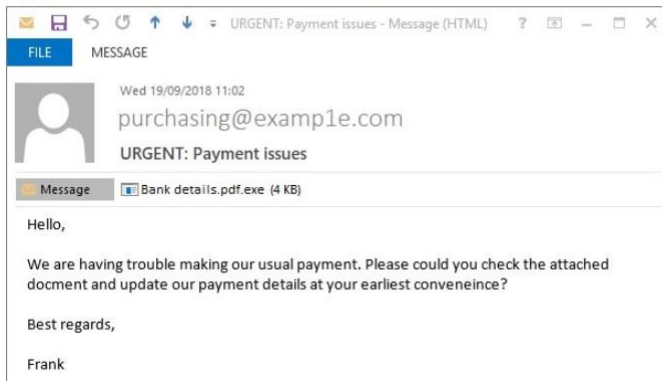 URGENT: Payment issues - Message (HTML)
FILE MESSAGE
Wed 19/09/2018 11:02
purchasing@examp1e.com
URGENT: Payment issues
Message Bank details.pdf.exe (4 KB)
Hello,
We are having trouble making our usual payment. Please could you check the attached
docment and update our payment details at your earliest conveneince?
Best regards,
Frank